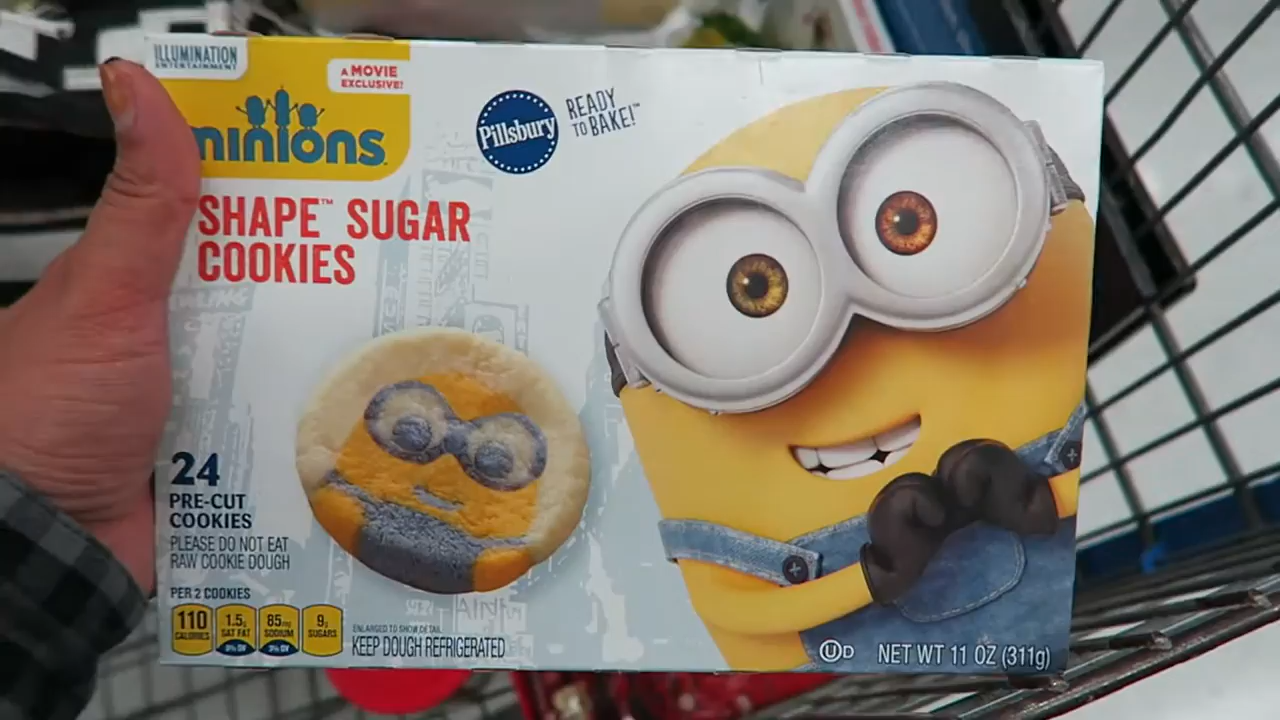 ILLUMINATION
ENTERTAINMENT
A MOVIE
EXCLUSIVE!
minions
Pillsbury
READY
TO BAKE!™
SHAPE™ SUGAR
COOKIES
24
PRE-CUT
COOKIES
PLEASE DO NOT EAT
RAW COOKIE DOUGH
PER 2 COOKIES
110
CALORIES
1.5g
SAT FAT
85mg
SODIUM
9g
SUGARS
ENLARGED TO SHOW DETAIL
KEEP DOUGH REFRIGERATED
U D
NET WT 11 OZ (311g)